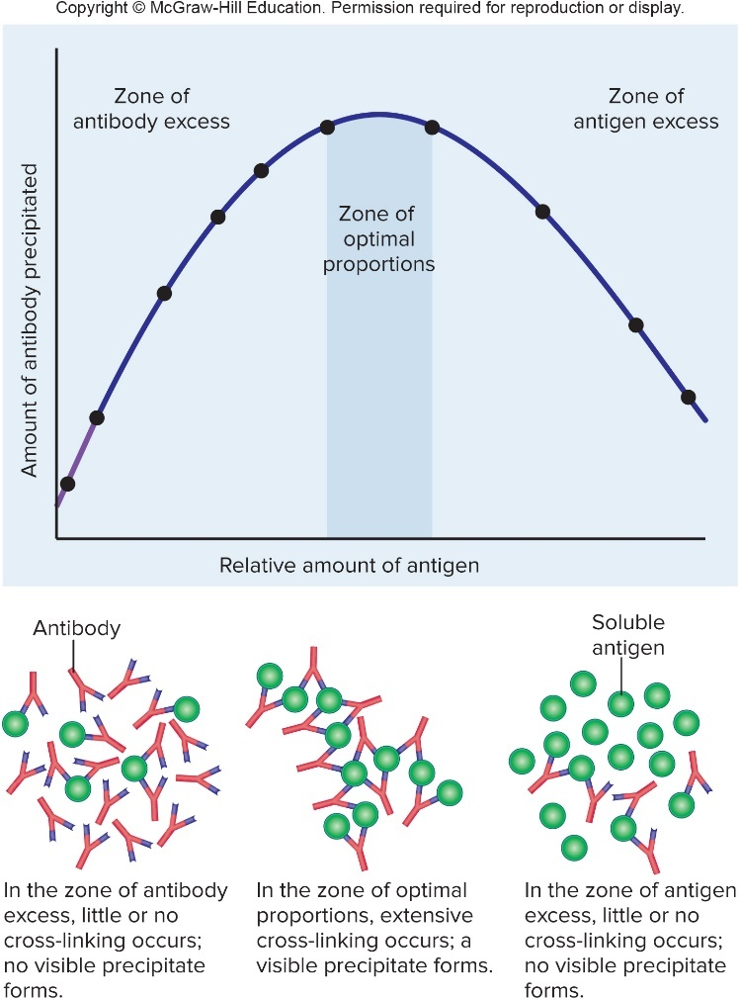 Copyright © McGraw-Hill Education. Permission required for reproduction or display.
Zone of
antibody excess
Zone of
antigen excess
Zone of
optimal
proportions
Amount of antibody precipitated
Relative amount of antigen
Antibody
Soluble
antigen
In the zone of antibody
excess, little or no
cross-linking occurs;
no visible precipitate
forms.
In the zone of optimal
proportions, extensive
cross-linking occurs; a
visible precipitate forms.
In the zone of antigen
excess, little or no
cross-linking occurs;
no visible precipitate
forms.